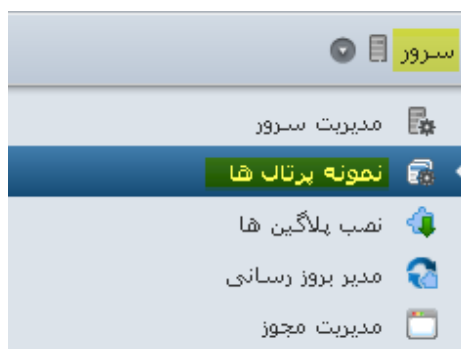 سرور
مدیریت سرور
نمونه پرتال ها
نصب پلاگین ها
مدیر بروز رسانی
مدیریت مجوز